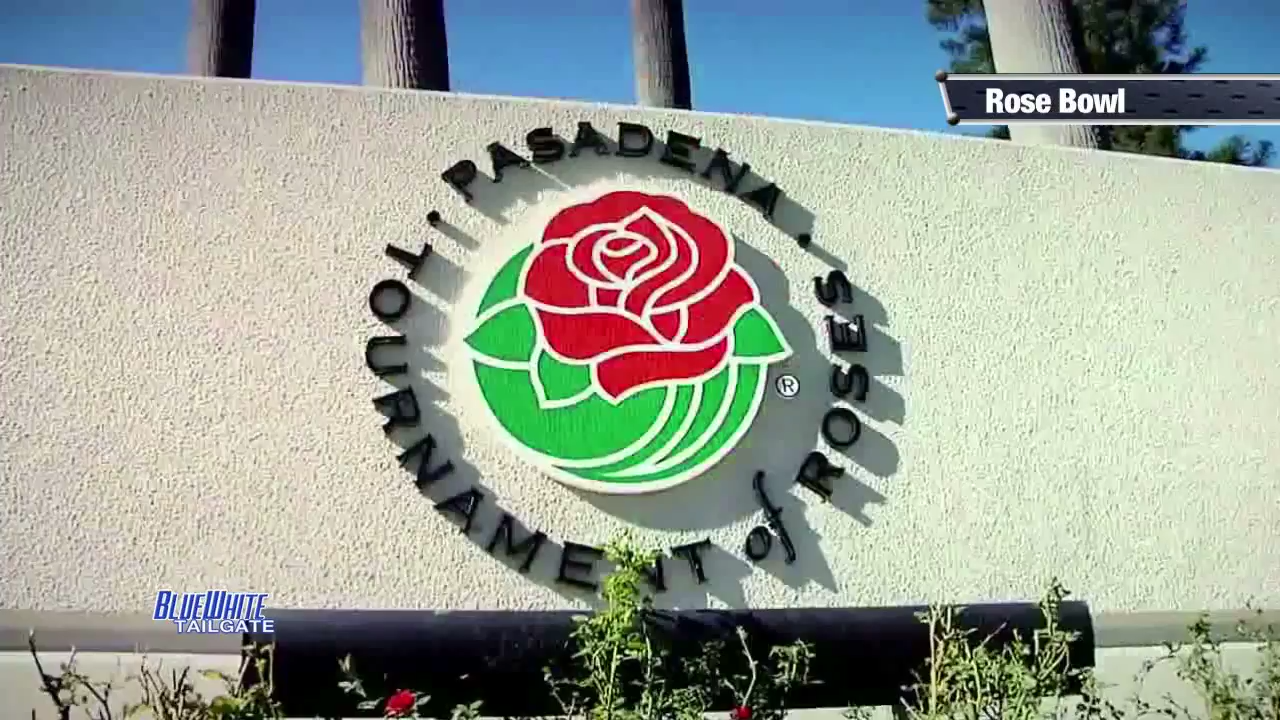 Rose Bowl
PASADENA
TOURNAMENT of ROSES
®
BLUEWHITE
TAILGATE